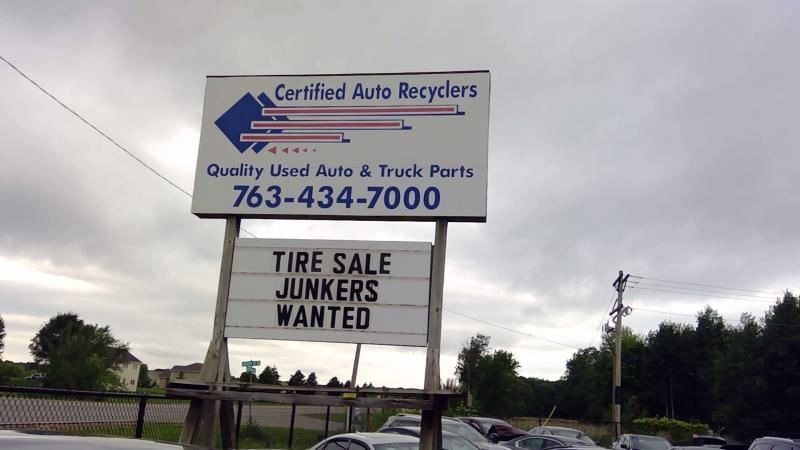 Certified Auto Recyclers
Quality Used Auto & Truck Parts
763-434-7000
TIRE SALE
JUNKERS
WANTED